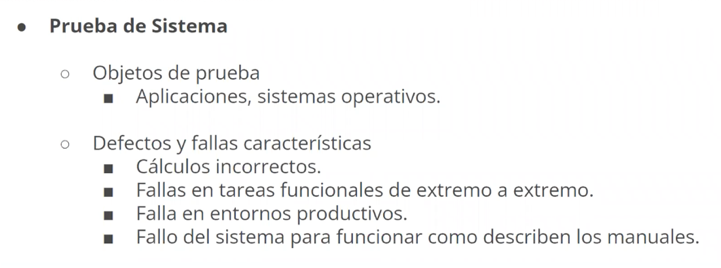 ● Prueba de Sistema
○ Objetos de prueba
■ Aplicaciones, sistemas operativos.
○ Defectos y fallas características
■ Cálculos incorrectos.
■ Fallas en tareas funcionales de extremo a extremo.
■ Falla en entornos productivos.
■ Fallo del sistema para funcionar como describen los manuales.